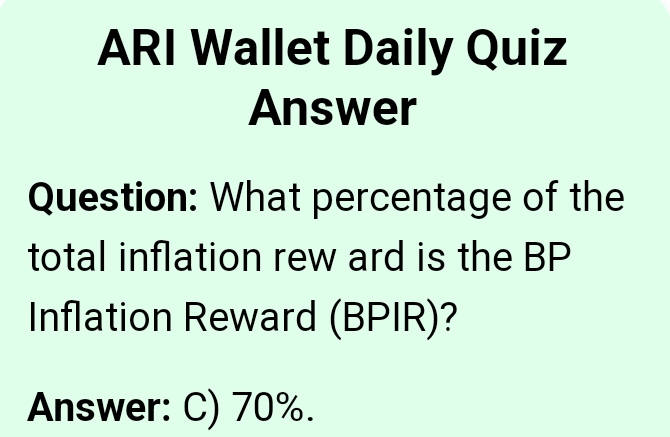 ARI Wallet Daily Quiz
Answer
Question: What percentage of the
total inflation rew ard is the BP
Inflation Reward (BPIR)?
Answer: C) 70%.